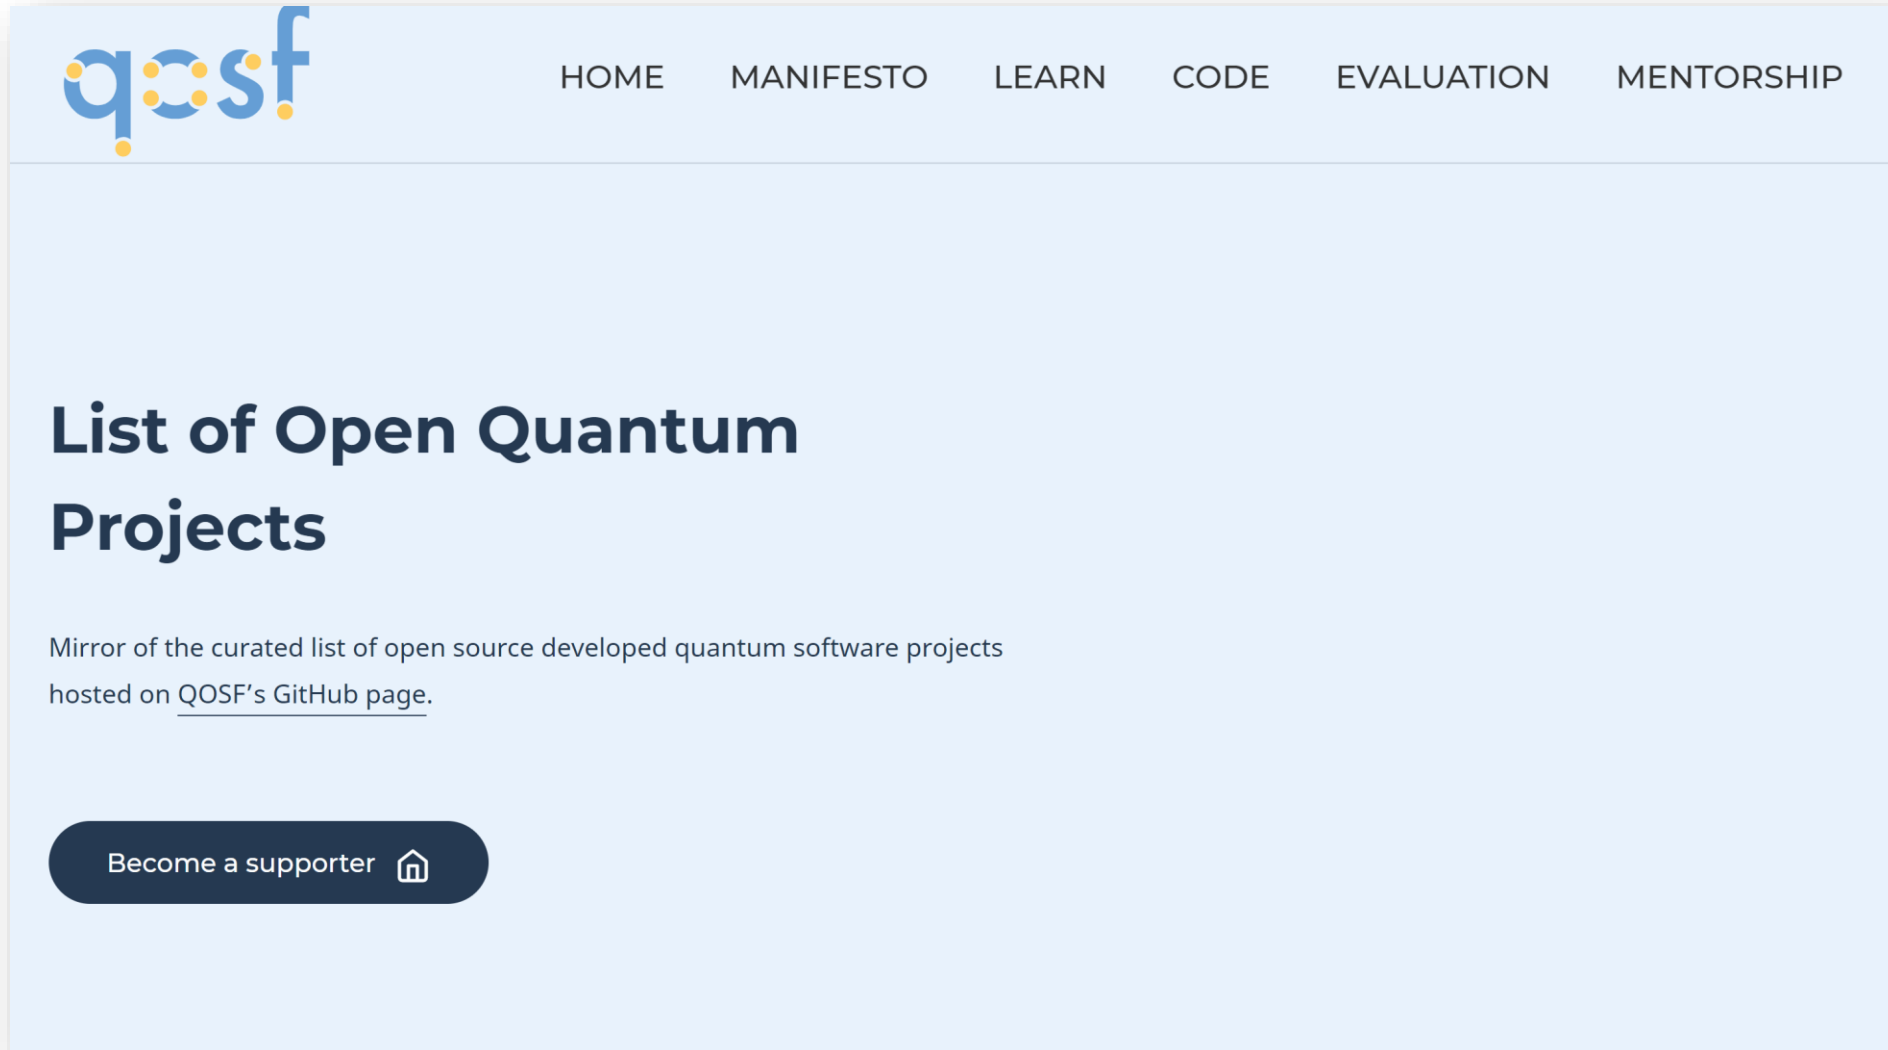 qosf
HOME MANIFESTO LEARN CODE EVALUATION MENTORSHIP
List of Open Quantum
Projects
Mirror of the curated list of open source developed quantum software projects
hosted on QOSF’s GitHub page.
Become a supporter